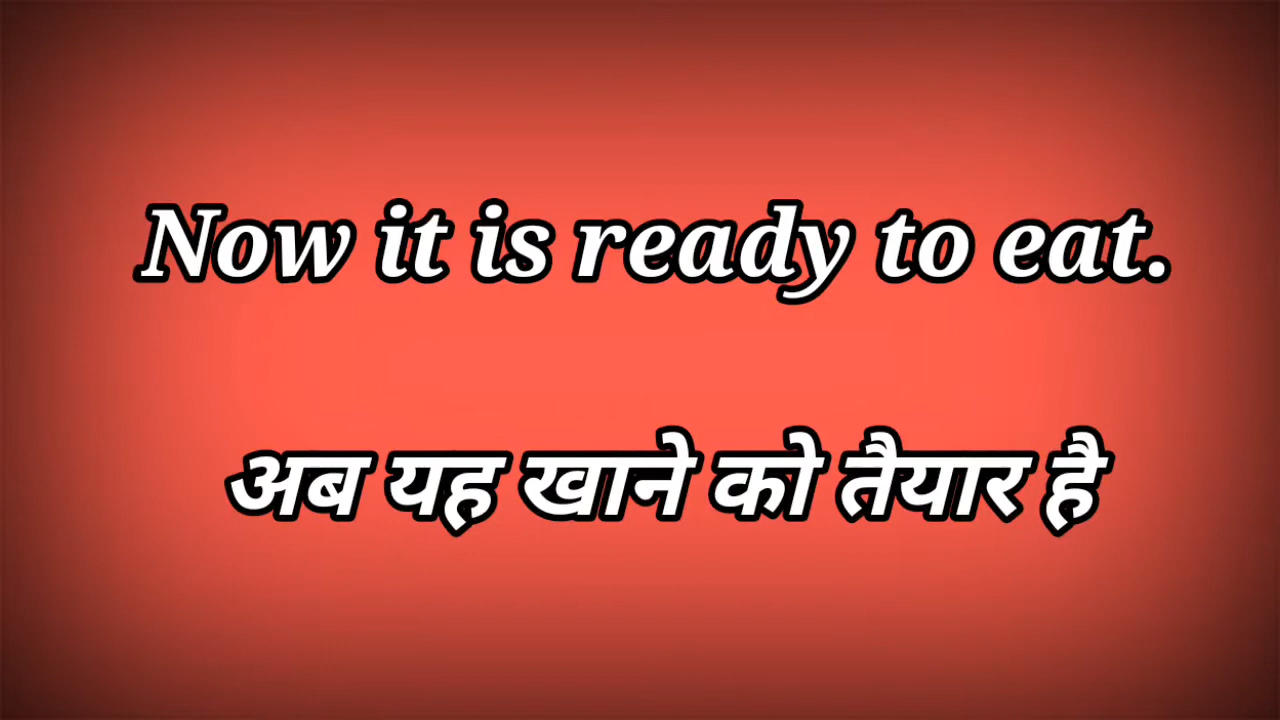 Now it is ready to eat.
अब यह खाने को तैयार है